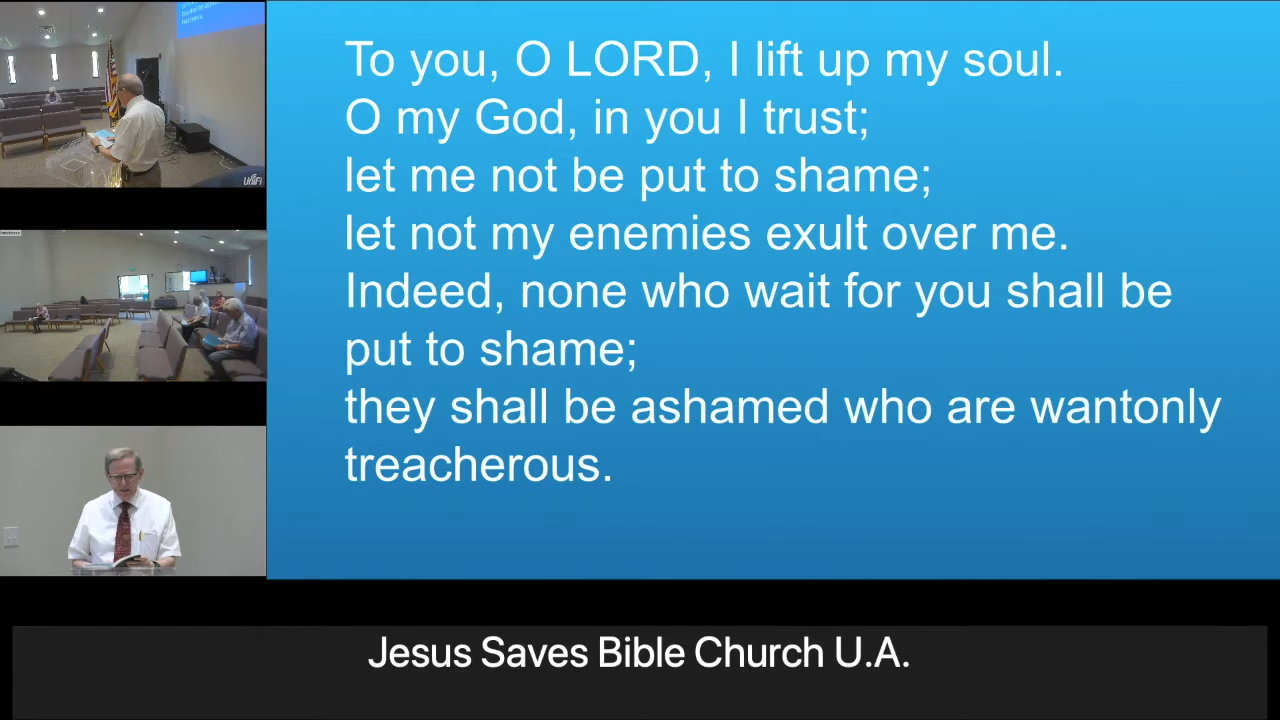 To you, O LORD, I lift up my soul.
O my God, in you I trust;
let me not be put to shame;
let not my enemies exult over me.
Indeed, none who wait for you shall be
put to shame;
they shall be ashamed who are wantonly
treacherous.
Jesus Saves Bible Church U.A.